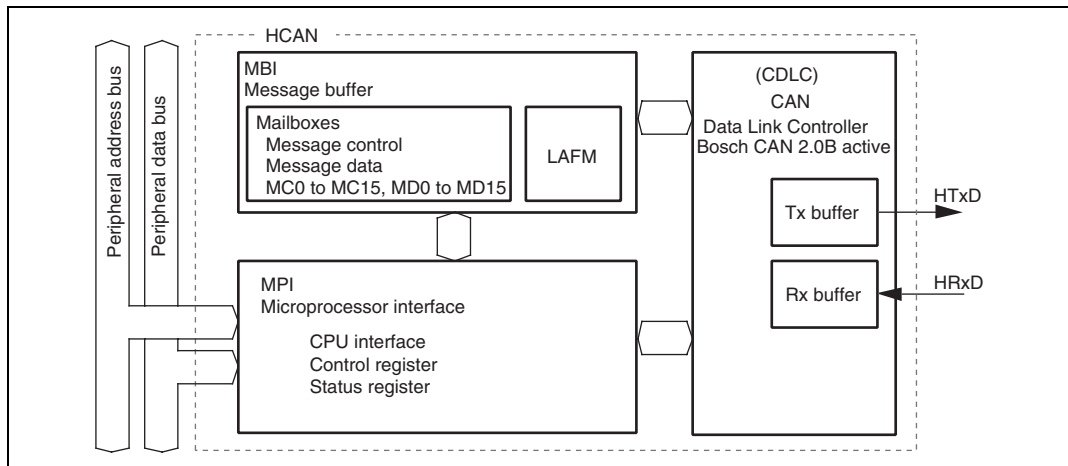 HCAN
Peripheral address bus
Peripheral data bus
MBI
Message buffer
Mailboxes
Message control
Message data
MC0 to MC15, MD0 to MD15
LAFM
MPI
Microprocessor interface
CPU interface
Control register
Status register
(CDLC)
CAN
Data Link Controller
Bosch CAN 2.0B active
Tx buffer
HTxD
Rx buffer
HRxD